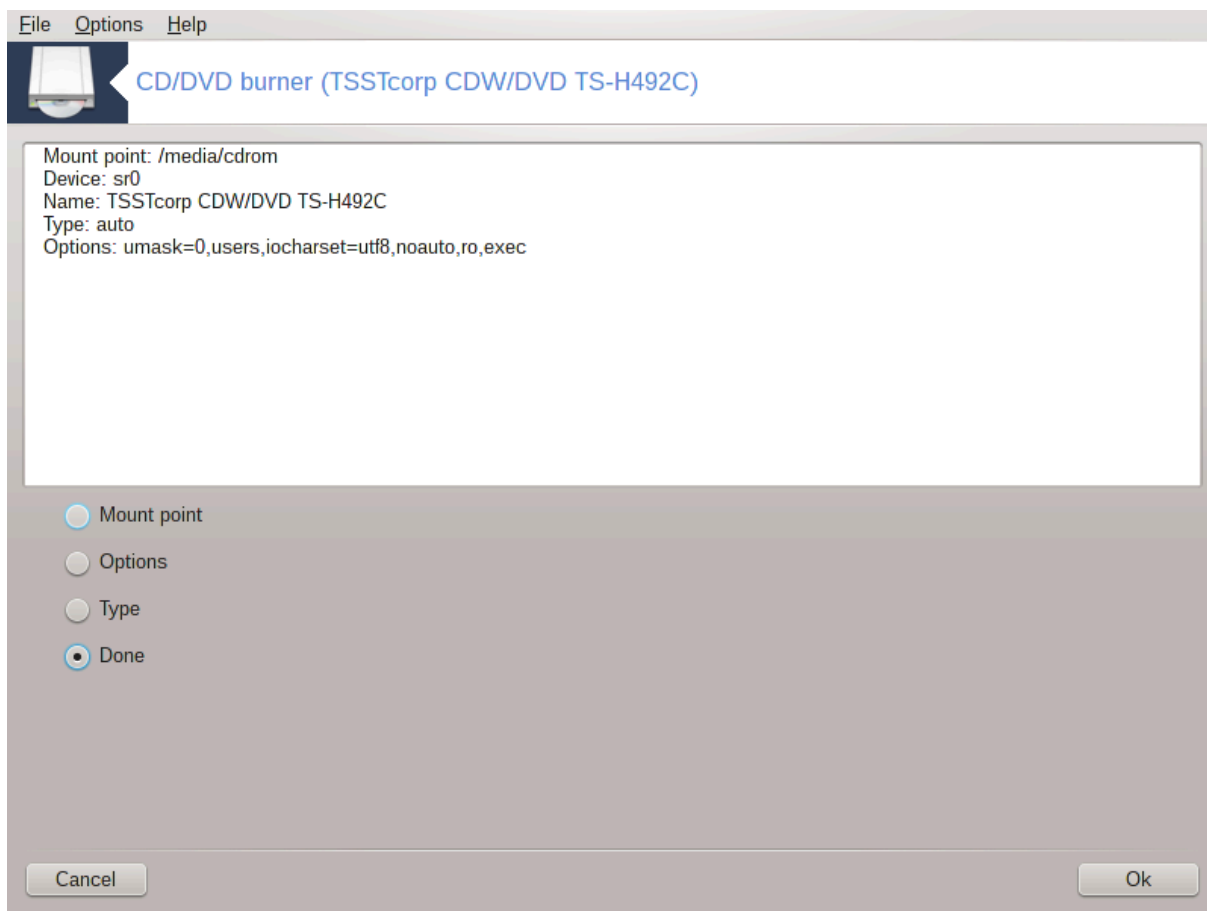 File Options Help
CD/DVD burner (TSSTcorp CDW/DVD TS-H492C)
Mount point: /media/cdrom
Device: sr0
Name: TSSTcorp CDW/DVD TS-H492C
Type: auto
Options: umask=0,users,iocharset=utf8,noauto,ro,exec
Mount point
Options
Type
Done
Cancel Ok